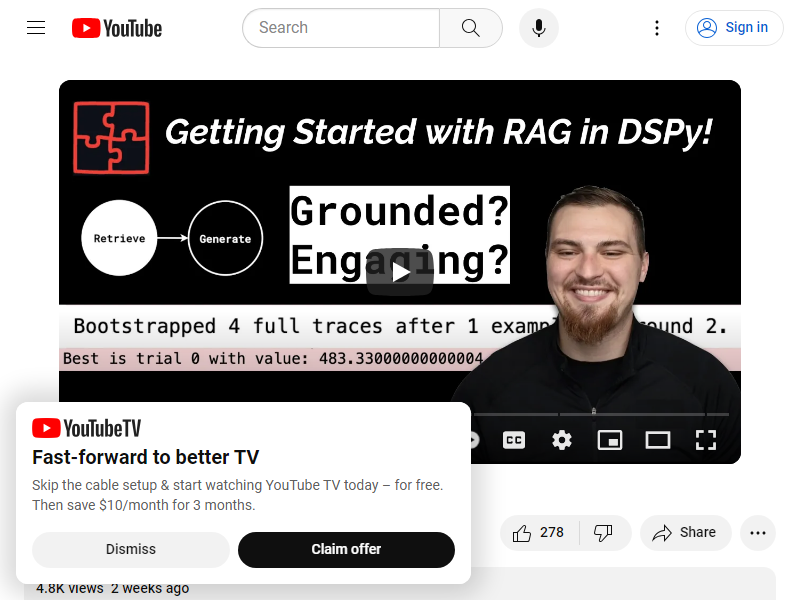 YouTube
Search
Sign in
Getting Started with RAG in DSPy!
Retrieve
Generate
Grounded?
Engaging?
Bootstrapped 4 full traces after 1 round 2.
Best is trial 0 with value: 483.33000000000004
CC
YouTubeTV
Fast-forward to better TV
Skip the cable setup & start watching YouTube TV today – for free.
Then save $10/month for 3 months.
Dismiss
Claim offer
278
Share
4.8K views 2 weeks ago